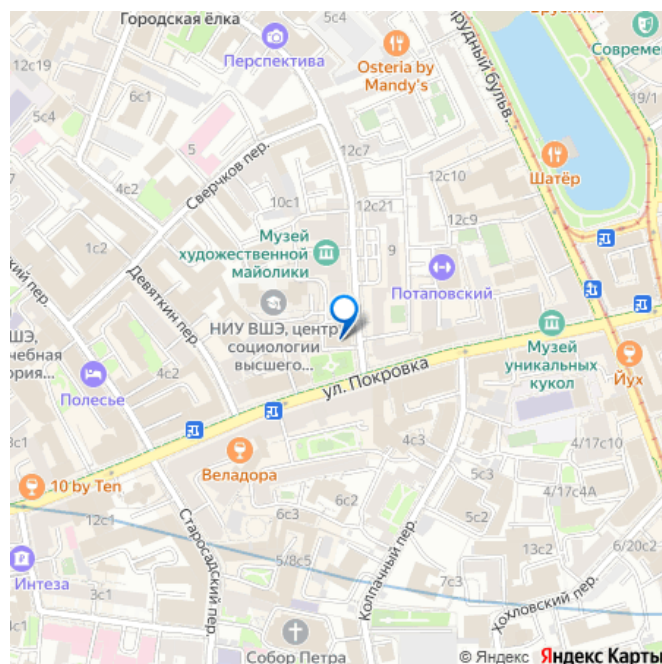 Городская ёлка
5с4
Перспектива
Osteria by
Mandy's
Современ
12с19
6с1
19/1
5с4
12с7
Сверчков пер.
Шатёр
4с2
12с10
10с1
12с21
12с9
1с2
Музей
художественной
майолики
9
Потаповский
Девяткин пер.
НИУ ВШЭ, центр
социологии
высшего...
Музей
уникальных
кукол
Йух
ул. Покровка
4с2
Полесье
4с3
4/17с10
8с1
Веладора
10 by Ten
5с3
6с2
4/17с4А
5с2
6с3
12с1
Старосадский пер.
5/8с5
Колпачный пер.
13с2
6/20с2
Интеза
3с1
7с3
Хохловский пер.
Собор Петра
© Яндекс Яндекс Карты